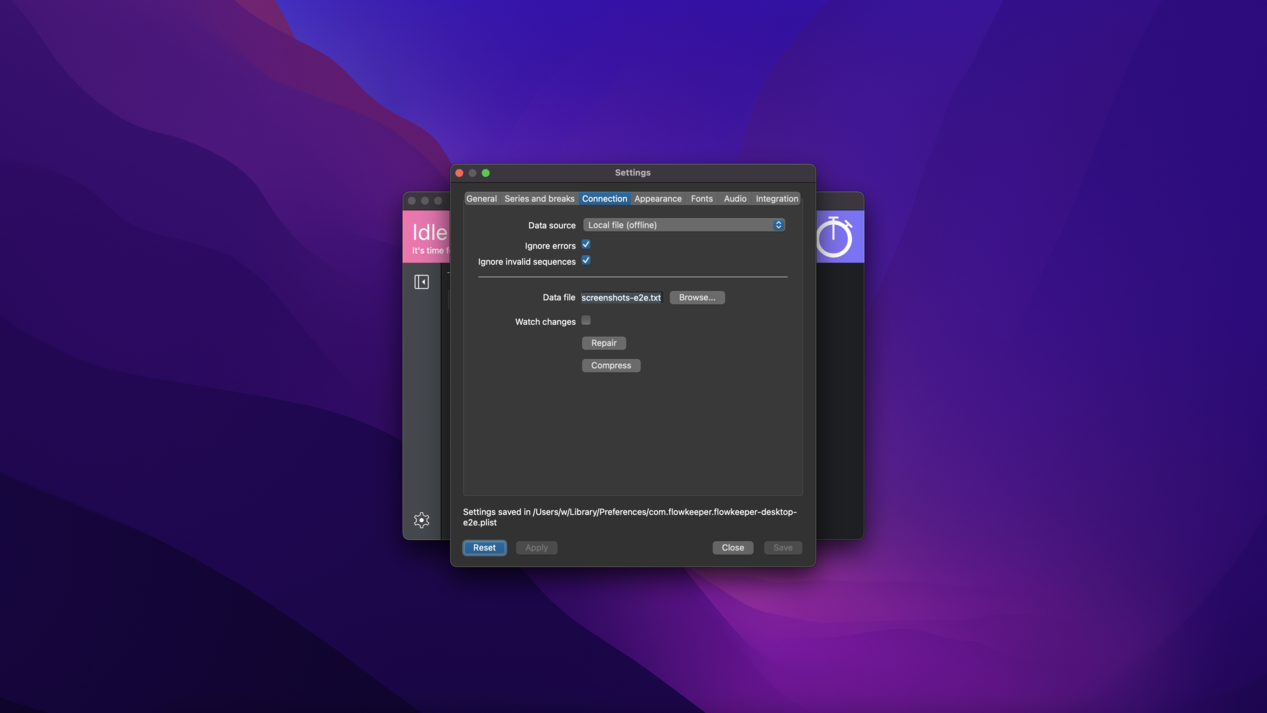 Settings
General Series and breaks Connection Appearance Fonts Audio Integration
Idle
It's time f
Data source Local file (offline)
Ignore errors
Ignore invalid sequences
Data file screenshots-e2e.txt Browse...
Watch changes
Repair
Compress
Settings saved in /Users/w/Library/Preferences/com.flowkeeper.flowkeeper-desktop-
e2e.plist
Reset Apply Close Save